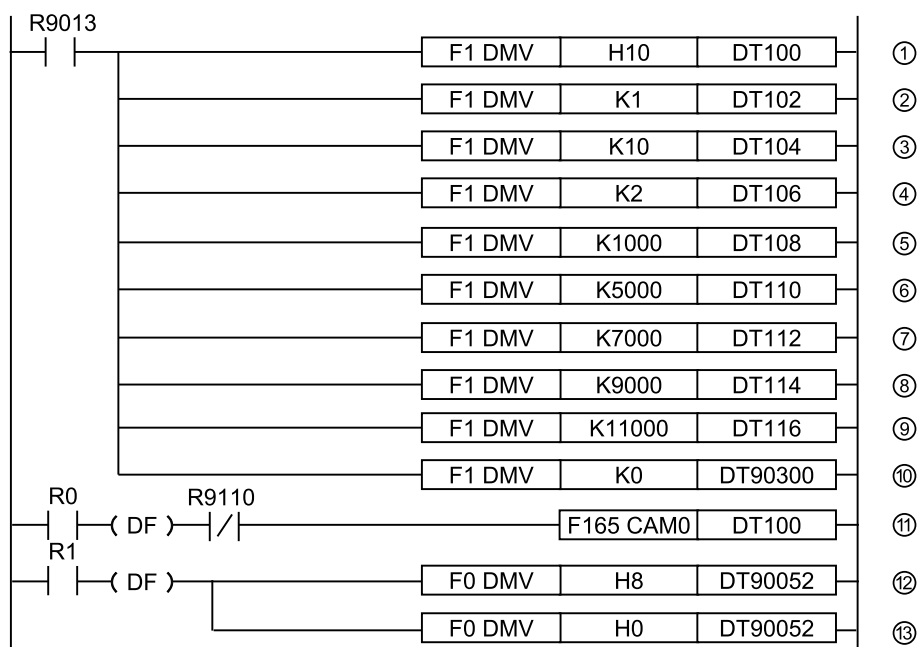 R9013
F1 DMV H10 DT100 ①
F1 DMV K1 DT102 ②
F1 DMV K10 DT104 ③
F1 DMV K2 DT106 ④
F1 DMV K1000 DT108 ⑤
F1 DMV K5000 DT110 ⑥
F1 DMV K7000 DT112 ⑦
F1 DMV K9000 DT114 ⑧
F1 DMV K11000 DT116 ⑨
F1 DMV K0 DT90300 ⑩
R0 R9110
( DF ) F165 CAM0 DT100 ⑪
R1
( DF ) F0 DMV H8 DT90052 ⑫
F0 DMV H0 DT90052 ⑬